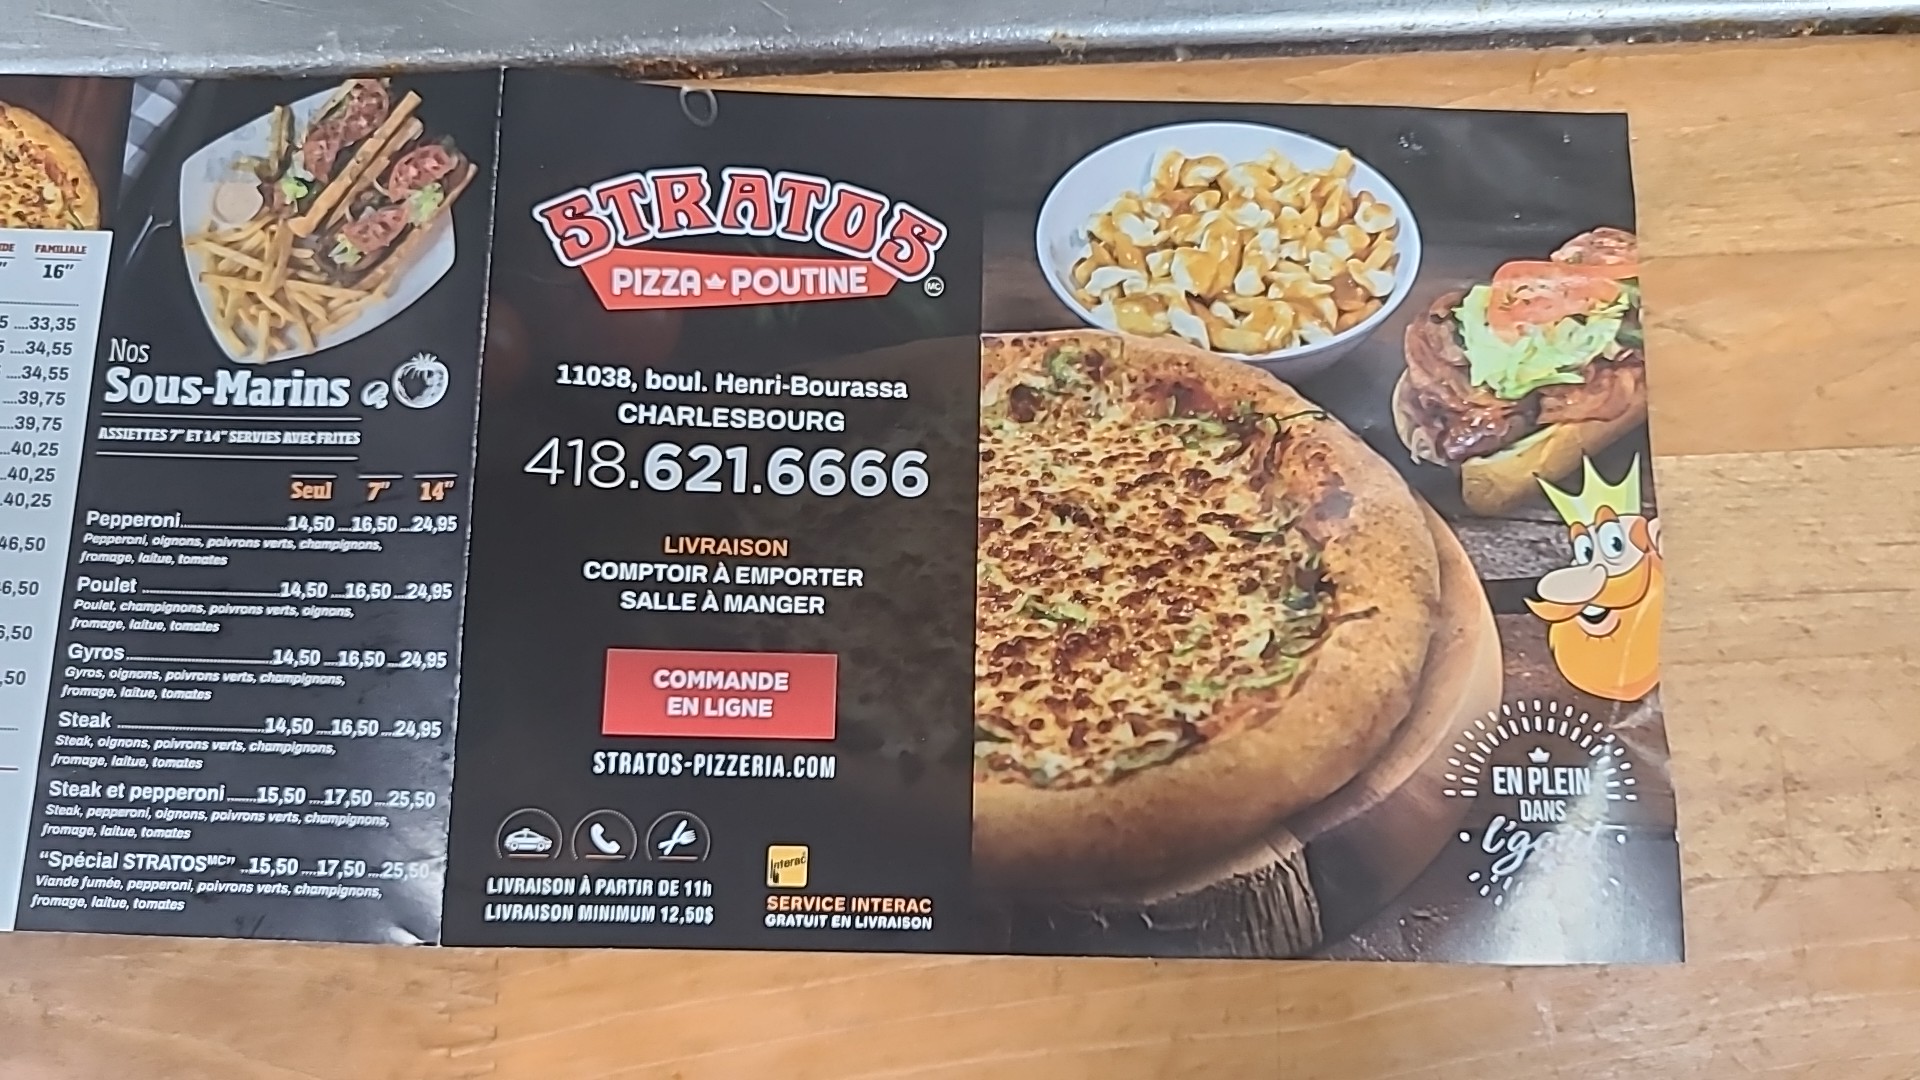 DE FAMILIALE
" 16"
5 ....33,35
5 ....34,55
....34,55
...39,75
...39,75
..40,25
..40,25
.40,25
46,50
6,50
6,50
,50
Nos
Sous-Marins
ASSIETTES 7" ET 14" SERVIES AVEC FRITES
Seul 7" 14"
Pepperoni 14,50 16,50 24,95
Pepperoni, oignons, poivrons verts, champignons,
fromage, laitue, tomates
Poulet 14,50 16,50 24,95
Poulet, champignons, poivrons verts, oignons,
fromage, laitue, tomates
Gyros 14,50 16,50 24,95
Gyros, oignons, poivrons verts, champignons,
fromage, laitue, tomates
Steak 14,50 16,50 24,95
Steak, oignons, poivrons verts, champignons,
fromage, laitue, tomates
Steak et pepperoni 15,50 17,50 25,50
Steak, pepperoni, oignons, poivrons verts, champignons,
fromage, laitue, tomates
"Spécial STRATOS MC" 15,50 17,50 25,50
Viande fumée, pepperoni, poivrons verts, champignons,
fromage, laitue, tomates
STRATOS
PIZZA POUTINE
MC
11038, boul. Henri-Bourassa
CHARLESBOURG
418.621.6666
LIVRAISON
COMPTOIR À EMPORTER
SALLE À MANGER
COMMANDE
EN LIGNE
STRATOS-PIZZERIA.COM
LIVRAISON À PARTIR DE 11h
LIVRAISON MINIMUM 12,50$
Interac
SERVICE INTERAC
GRATUIT EN LIVRAISON
EN PLEIN
DANS